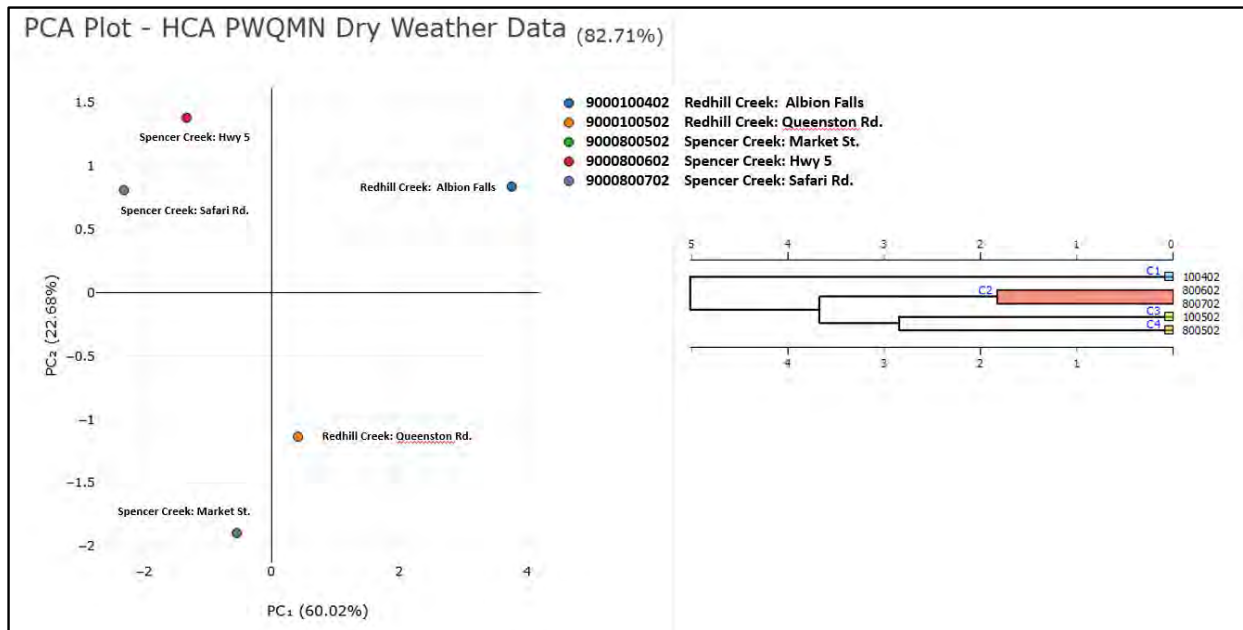 PCA Plot - HCA PWQMN Dry Weather Data (82.71%)
1.5
1
0.5
0
−0.5
−1
−1.5
−2
PC₂ (22.68%)
−2
0
2
4
PC₁ (60.02%)
Spencer Creek: Hwy 5
Spencer Creek: Safari Rd.
Redhill Creek: Albion Falls
Redhill Creek: Queenston Rd.
Spencer Creek: Market St.
9000100402 Redhill Creek: Albion Falls
9000100502 Redhill Creek: Queenston Rd.
9000800502 Spencer Creek: Market St.
9000800602 Spencer Creek: Hwy 5
9000800702 Spencer Creek: Safari Rd.
5 4 3 2 1 0
C1 100402
C2 800602
800702
C3 100502
C4 800502
4 3 2 1